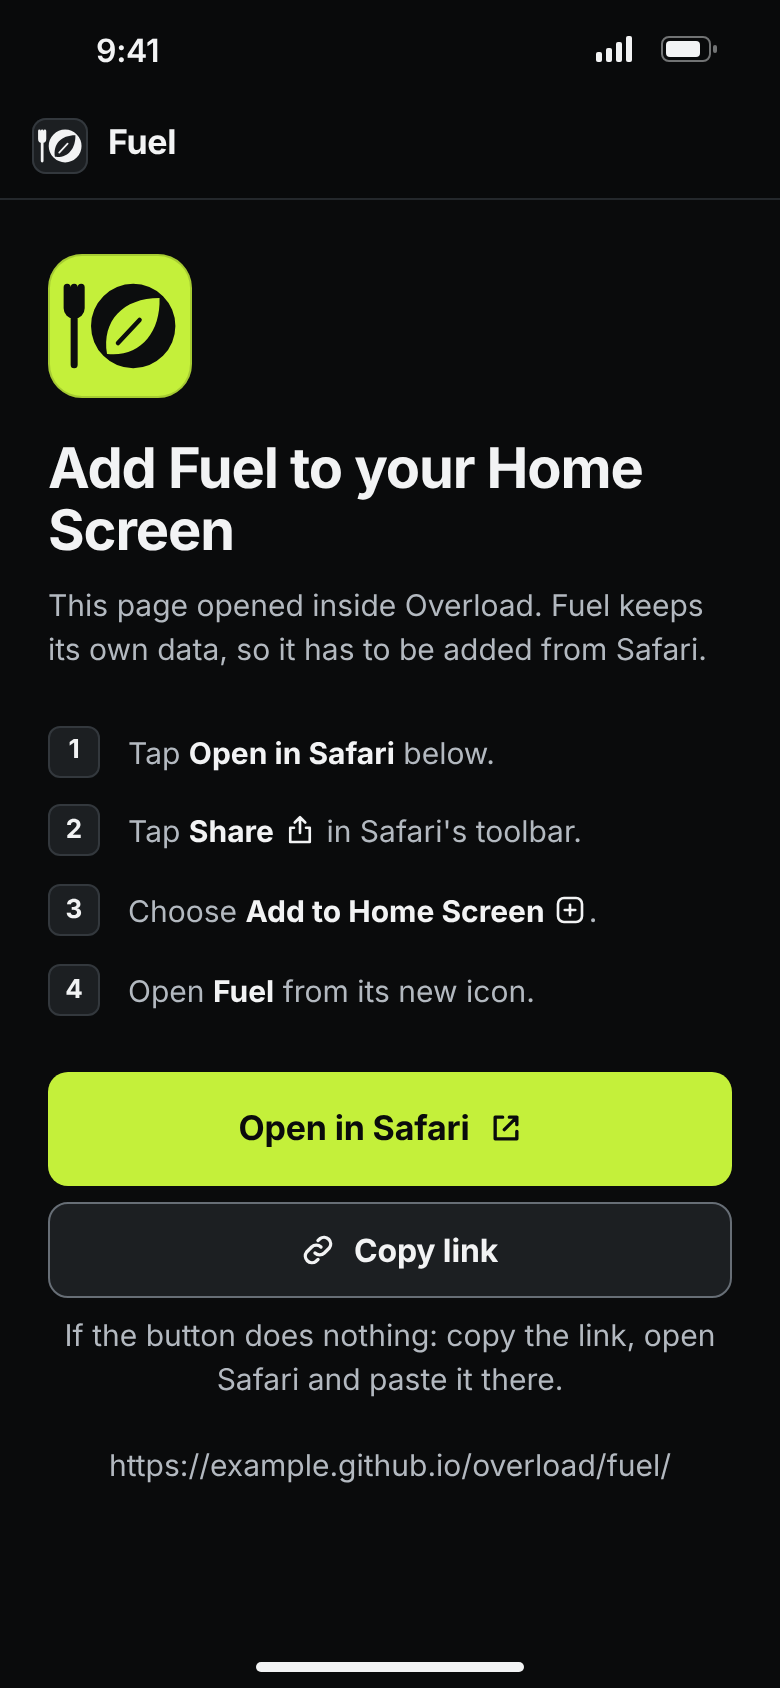 9:41
Fuel
Add Fuel to your Home
Screen
This page opened inside Overload. Fuel keeps
its own data, so it has to be added from Safari.
1 Tap Open in Safari below.
2 Tap Share in Safari's toolbar.
3 Choose Add to Home Screen .
4 Open Fuel from its new icon.
Open in Safari
Copy link
If the button does nothing: copy the link, open
Safari and paste it there.
https://example.github.io/overload/fuel/